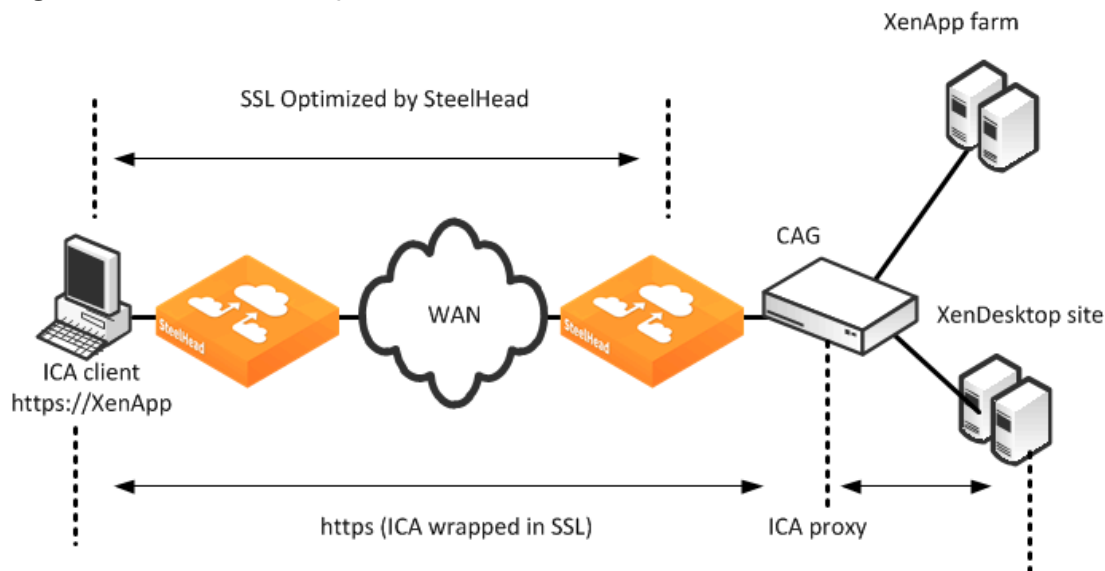 XenApp farm
SSL Optimized by SteelHead
CAG
WAN
XenDesktop site
SteelHead
SteelHead
ICA client
https://XenApp
https (ICA wrapped in SSL)
ICA proxy